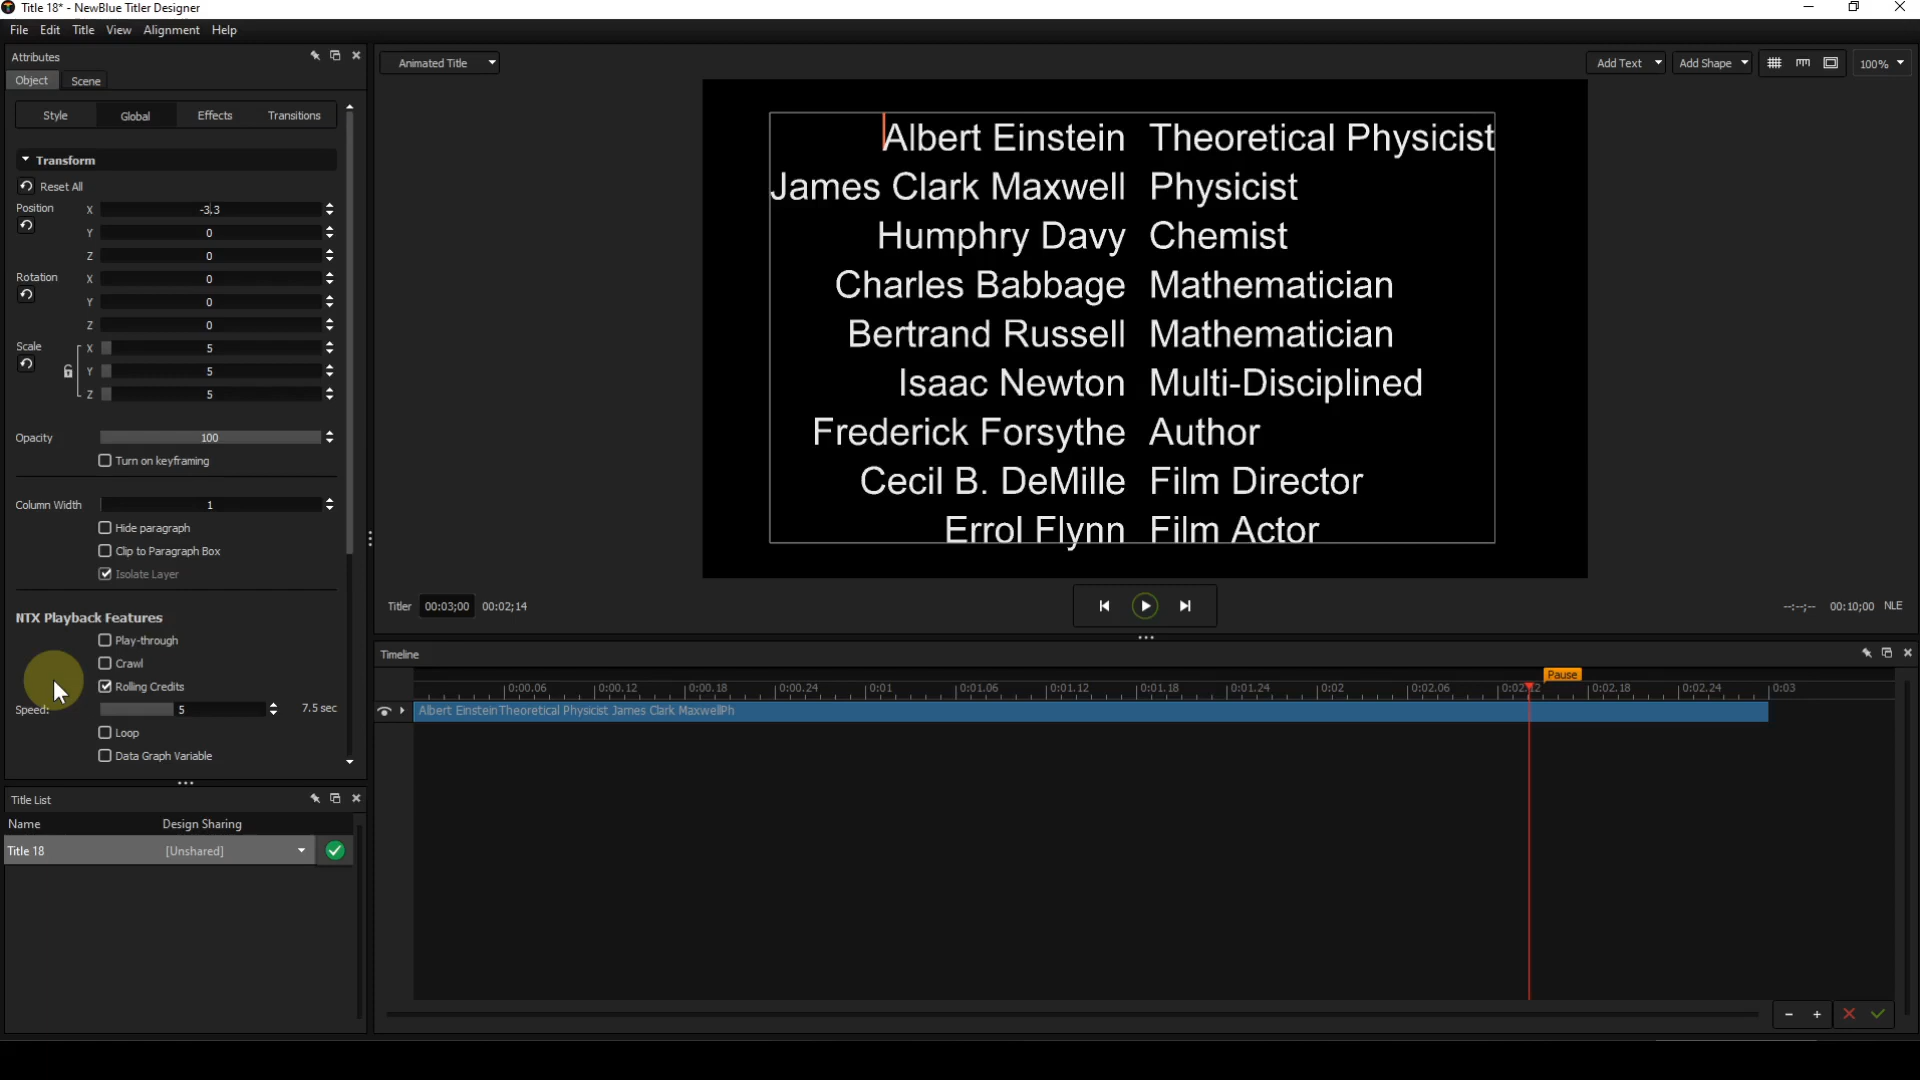 Title 18* - NewBlue Titler Designer
File Edit Title View Alignment Help
Attributes
Object Scene
Style Global Effects Transitions
Transform
Reset All
Position X -3.3
Y 0
Z 0
Rotation X 0
Y 0
Z 0
Scale X 5
Y 5
Z 5
Opacity 100
Turn on keyframing
Column Width 1
Hide paragraph
Clip to Paragraph Box
Isolate Layer
NTX Playback Features
Play-through
Crawl
Rolling Credits
Speed: 5 7.5 sec
Loop
Data Graph Variable
Title List
Name Design Sharing
Title 18 [Unshared]
Animated Title Add Text Add Shape 100%
Albert Einstein Theoretical Physicist
James Clark Maxwell Physicist
Humphry Davy Chemist
Charles Babbage Mathematician
Bertrand Russell Mathematician
Isaac Newton Multi-Disciplined
Frederick Forsythe Author
Cecil B. DeMille Film Director
Errol Flynn Film Actor
Titler 00:03;00 00:02;14 --:--;-- 00:10;00 NLE
Timeline
Pause
0:00.06 0:00.12 0:00.18 0:00.24 0:01 0:01.06 0:01.12 0:01.18 0:01.24 0:02 0:02.06 0:02.12 0:02.18 0:02.24 0:03
Albert EinsteinTheoretical Physicist James Clark MaxwellPh